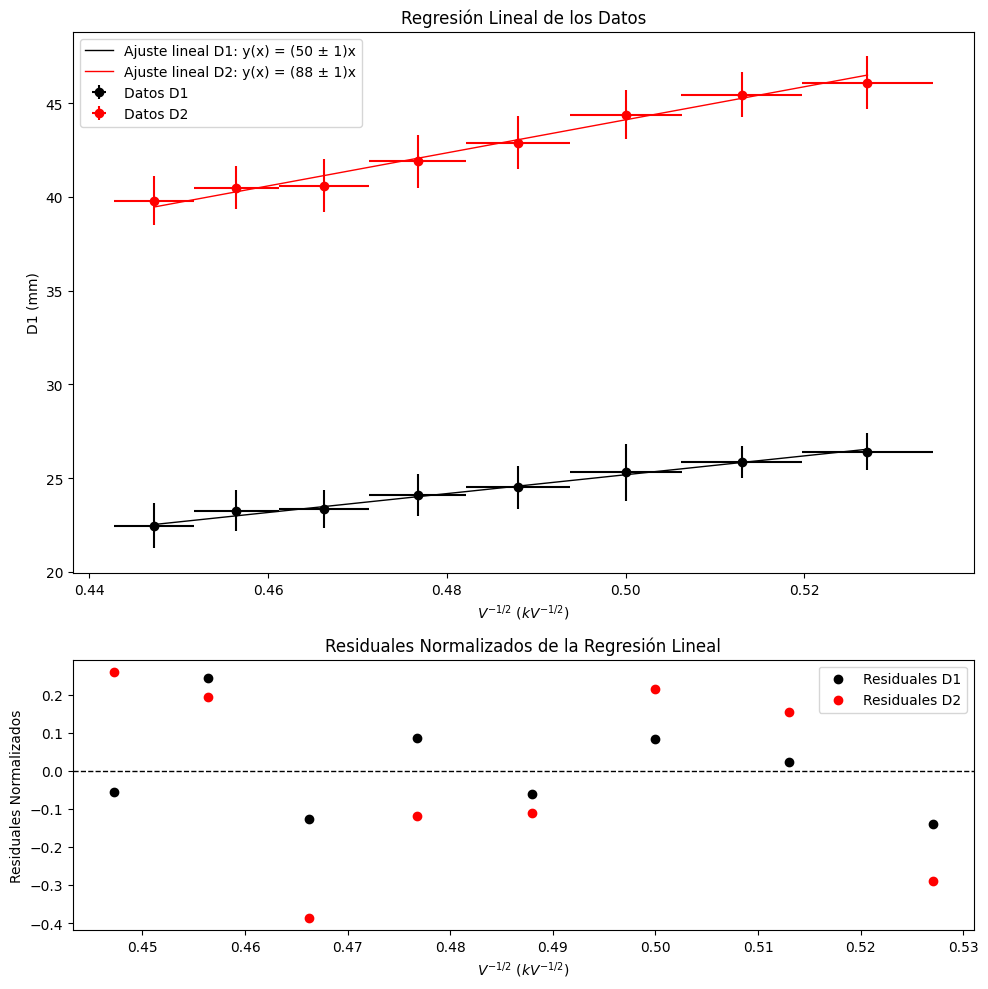 Regresión Lineal de los Datos
Ajuste lineal D1: y(x) = (50 ± 1)x
Ajuste lineal D2: y(x) = (88 ± 1)x
Datos D1
Datos D2
D1 (mm)
45
40
35
30
25
20
0.44 0.46 0.48 0.50 0.52
$V^{-1/2}$ ($kV^{-1/2}$)
Residuales Normalizados de la Regresión Lineal
Residuales D1
Residuales D2
Residuales Normalizados
0.2
0.1
0.0
−0.1
−0.2
−0.3
−0.4
0.45 0.46 0.47 0.48 0.49 0.50 0.51 0.52 0.53
$V^{-1/2}$ ($kV^{-1/2}$)